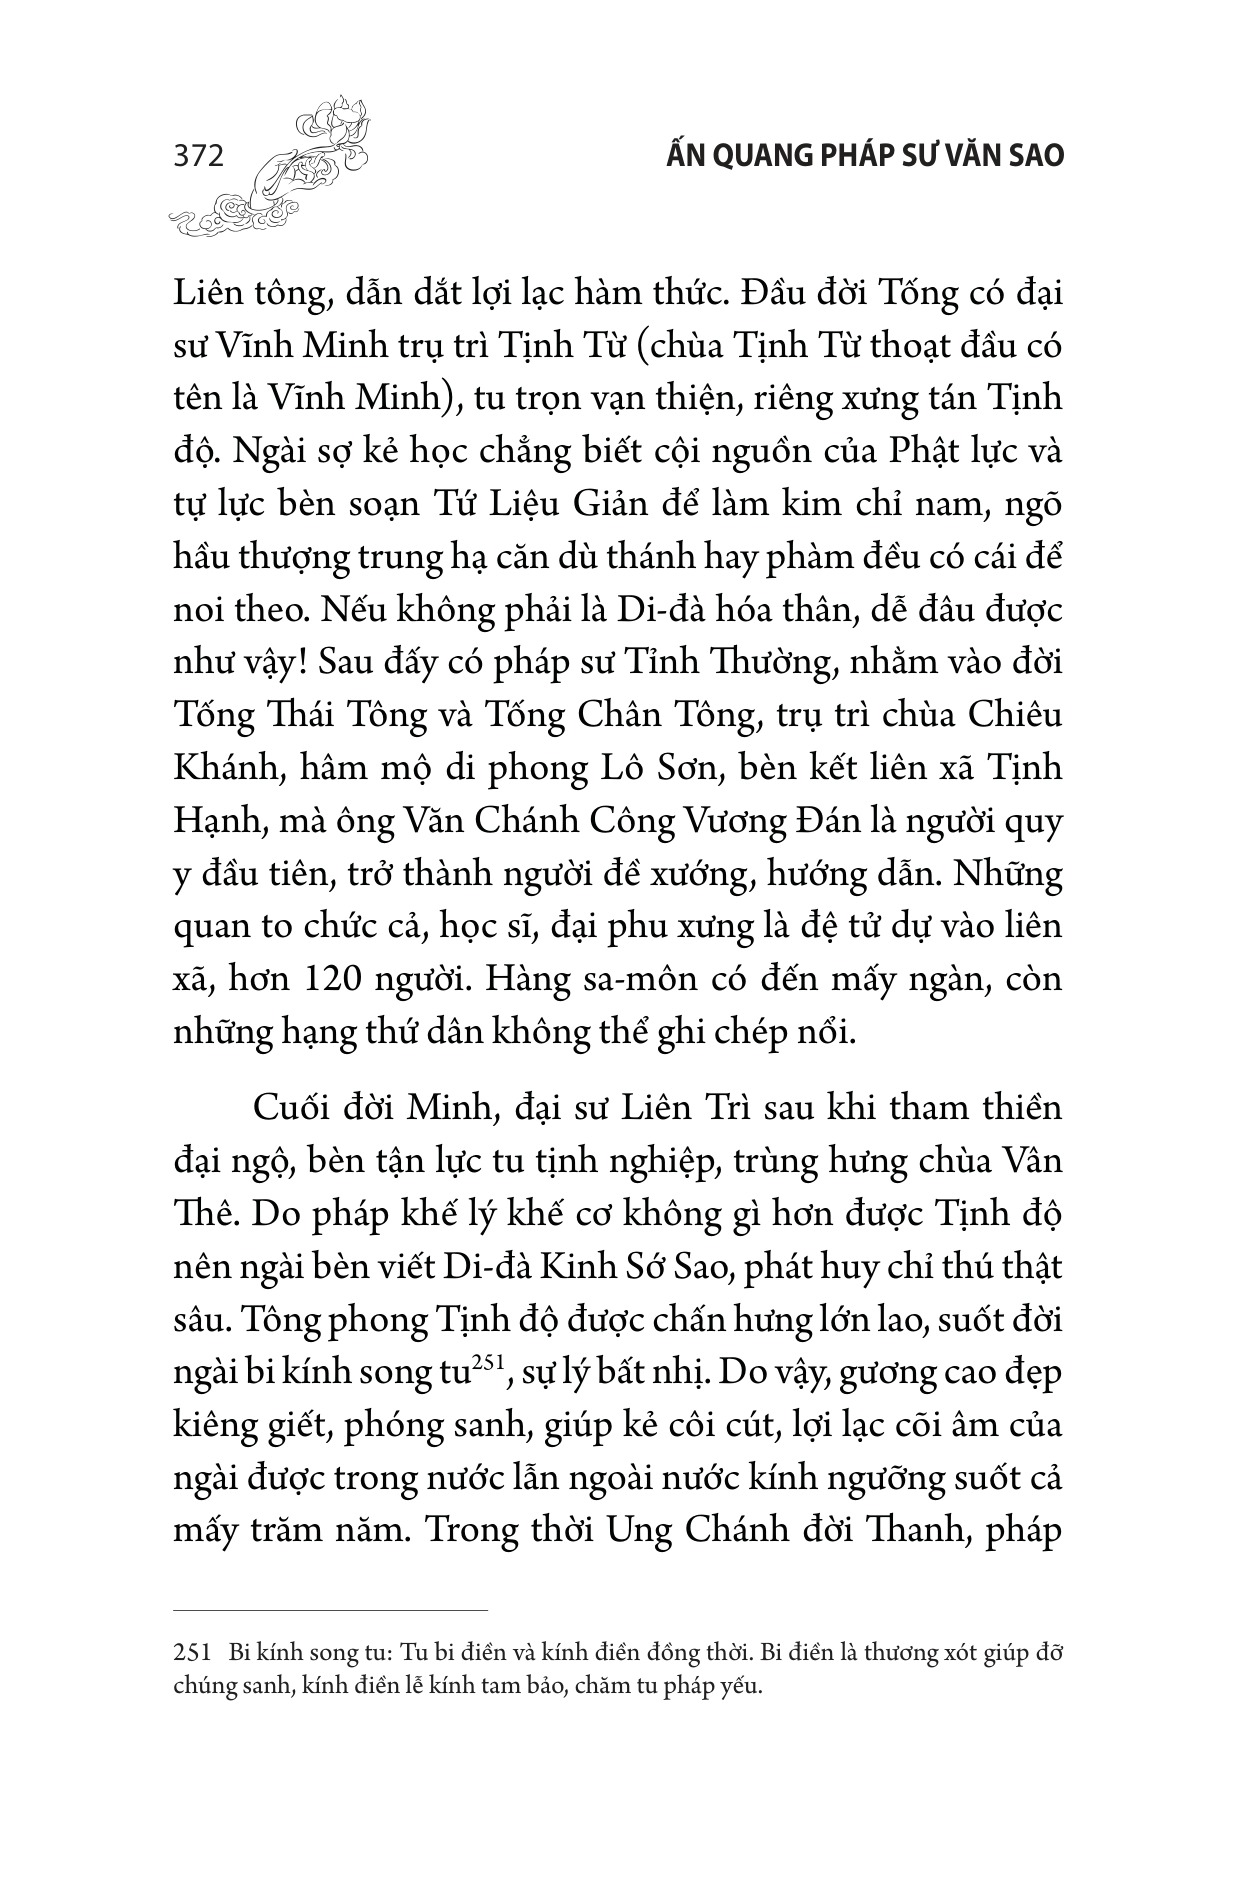 372
ẤN QUANG PHÁP SƯ VĂN SAO
Liên tông, dẫn dắt lợi lạc hàm thức. Đầu đời Tống có đại
sư Vĩnh Minh trụ trì Tịnh Từ (chùa Tịnh Từ thoạt đầu có
tên là Vĩnh Minh), tu trọn vạn thiện, riêng xưng tán Tịnh
độ. Ngài sợ kẻ học chẳng biết cội nguồn của Phật lực và
tự lực bèn soạn Tứ Liệu Giản để làm kim chỉ nam, ngõ
hầu thượng trung hạ căn dù thánh hay phàm đều có cái để
noi theo. Nếu không phải là Di-đà hóa thân, dễ đâu được
như vậy! Sau đấy có pháp sư Tỉnh Thường, nhằm vào đời
Tống Thái Tông và Tống Chân Tông, trụ trì chùa Chiêu
Khánh, hâm mộ di phong Lô Sơn, bèn kết liên xã Tịnh
Hạnh, mà ông Văn Chánh Công Vương Đán là người quy
y đầu tiên, trở thành người đề xướng, hướng dẫn. Những
quan to chức cả, học sĩ, đại phu xưng là đệ tử dự vào liên
xã, hơn 120 người. Hàng sa-môn có đến mấy ngàn, còn
những hạng thứ dân không thể ghi chép nổi.
Cuối đời Minh, đại sư Liên Trì sau khi tham thiền
đại ngộ, bèn tận lực tu tịnh nghiệp, trùng hưng chùa Vân
Thê. Do pháp khế lý khế cơ không gì hơn được Tịnh độ
nên ngài bèn viết Di-đà Kinh Sớ Sao, phát huy chỉ thú thật
sâu. Tông phong Tịnh độ được chấn hưng lớn lao, suốt đời
ngài bi kính song tu251, sự lý bất nhị. Do vậy, gương cao đẹp
kiêng giết, phóng sanh, giúp kẻ côi cút, lợi lạc cõi âm của
ngài được trong nước lẫn ngoài nước kính ngưỡng suốt cả
mấy trăm năm. Trong thời Ung Chánh đời Thanh, pháp
251 Bi kính song tu: Tu bi điền và kính điền đồng thời. Bi điền là thương xót giúp đỡ
chúng sanh, kính điền lễ kính tam bảo, chăm tu pháp yếu.